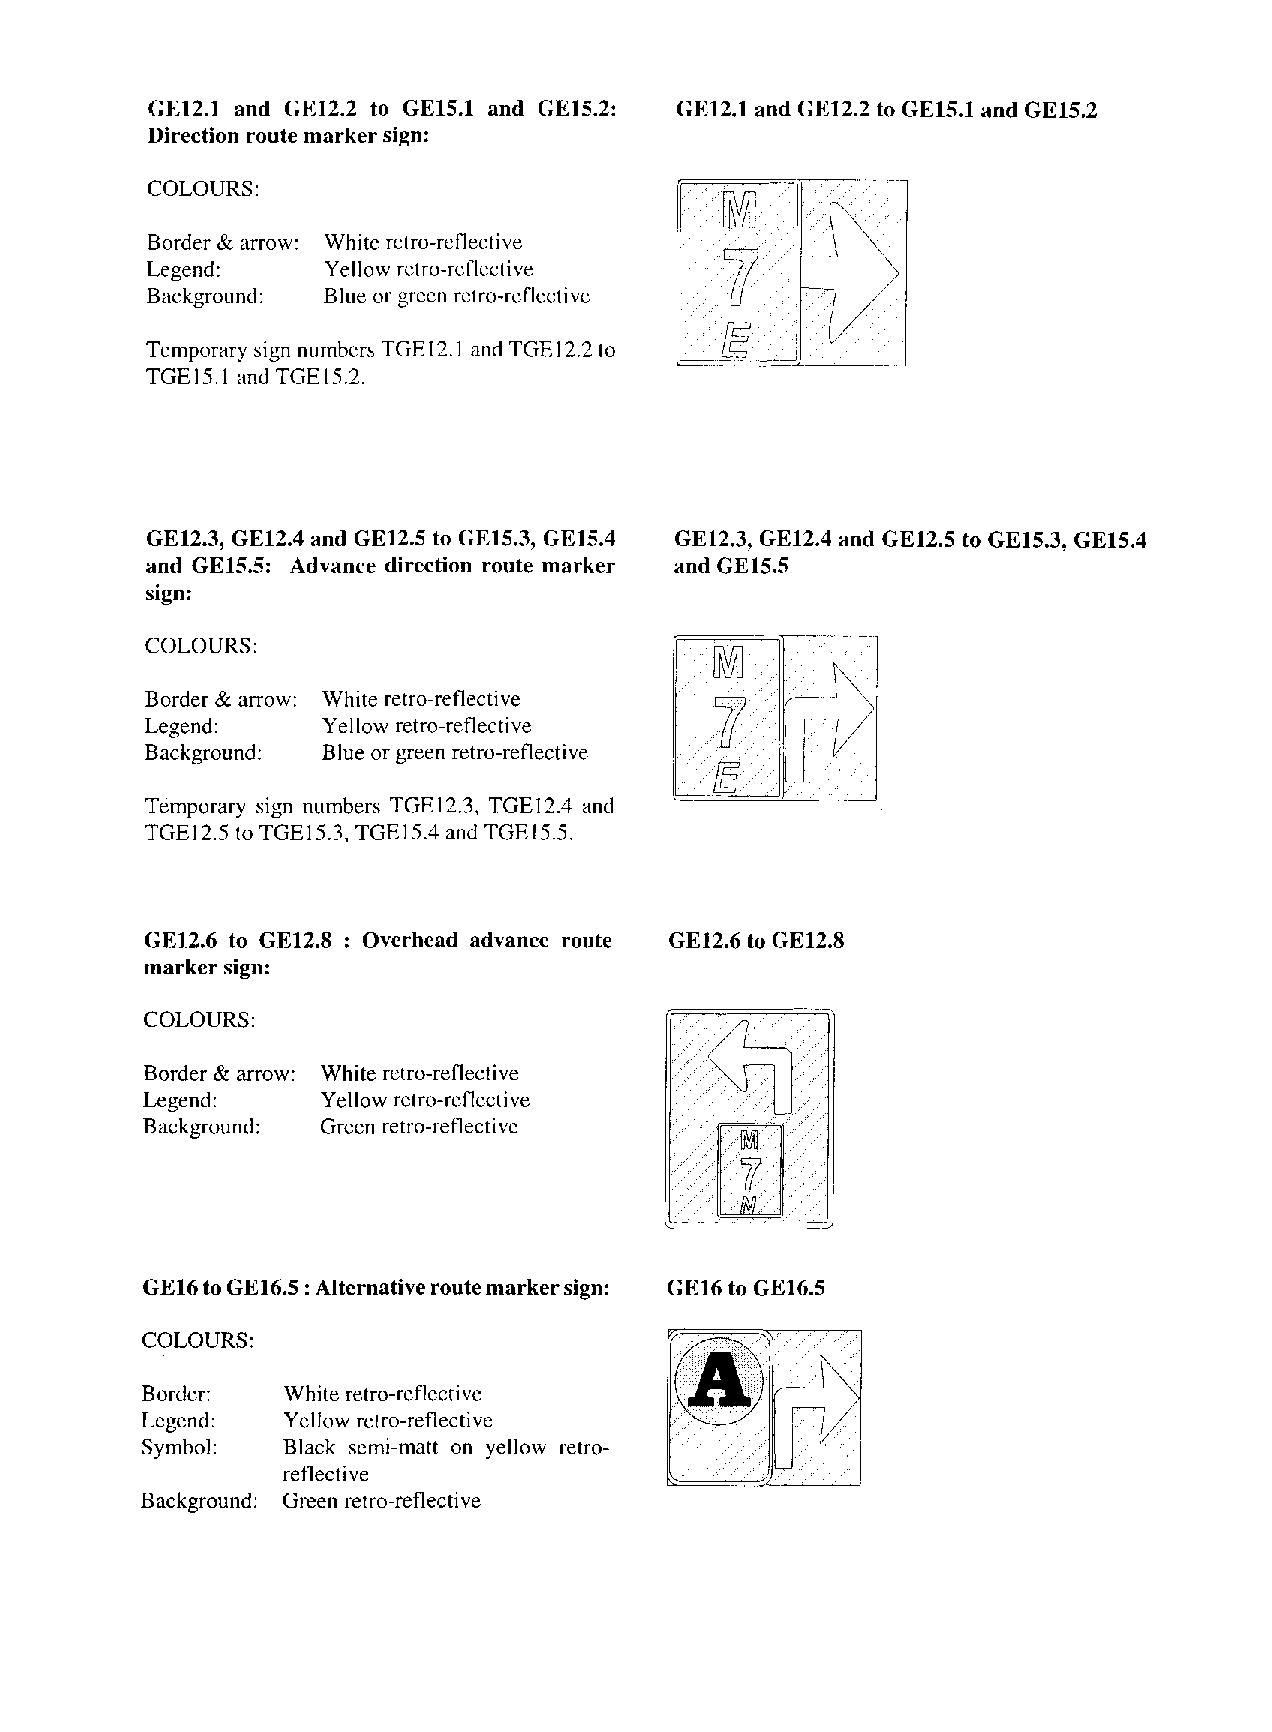 GE12.1 and GE12.2 to GE15.1 and GE15.2:
Direction route marker sign:
GE12.1 and GE12.2 to GE15.1 and GE15.2
COLOURS:
Border & arrow: White retro-reflective
Legend: Yellow retro-reflective
Background: Blue or green retro-reflective
Temporary sign numbers TGE12.1 and TGE12.2 to
TGE15.1 and TGE15.2.
M
7
E
GE12.3, GE12.4 and GE12.5 to GE15.3, GE15.4
and GE15.5: Advance direction route marker
sign:
GE12.3, GE12.4 and GE12.5 to GE15.3, GE15.4
and GE15.5
COLOURS:
Border & arrow: White retro-reflective
Legend: Yellow retro-reflective
Background: Blue or green retro-reflective
Temporary sign numbers TGE12.3, TGE12.4 and
TGE12.5 to TGE15.3, TGE15.4 and TGE15.5.
M
7
E
GE12.6 to GE12.8 : Overhead advance route
marker sign:
GE12.6 to GE12.8
COLOURS:
Border & arrow: White retro-reflective
Legend: Yellow retro-reflective
Background: Green retro-reflective
M
7
N
GE16 to GE16.5 : Alternative route marker sign:
GE16 to GE16.5
COLOURS:
Border: White retro-reflective
Legend: Yellow retro-reflective
Symbol: Black semi-matt on yellow retro-
reflective
Background: Green retro-reflective
A